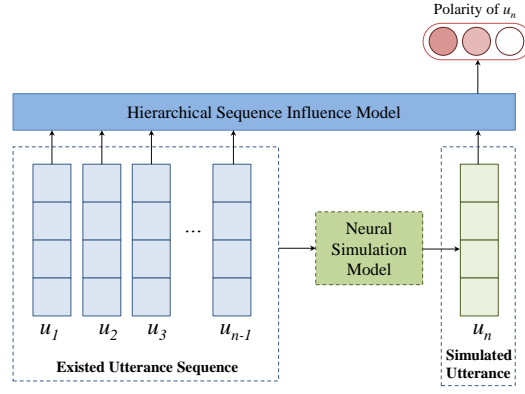 Polarity of u_n
Hierarchical Sequence Influence Model
...
Neural
Simulation
Model
u_1 u_2 u_3 u_{n-1} u_n
Existed Utterance Sequence
Simulated
Utterance